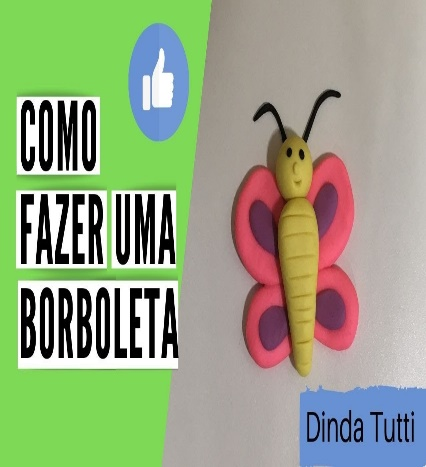 COMO
FAZER UMA
BORBOLETA
Dinda Tutti